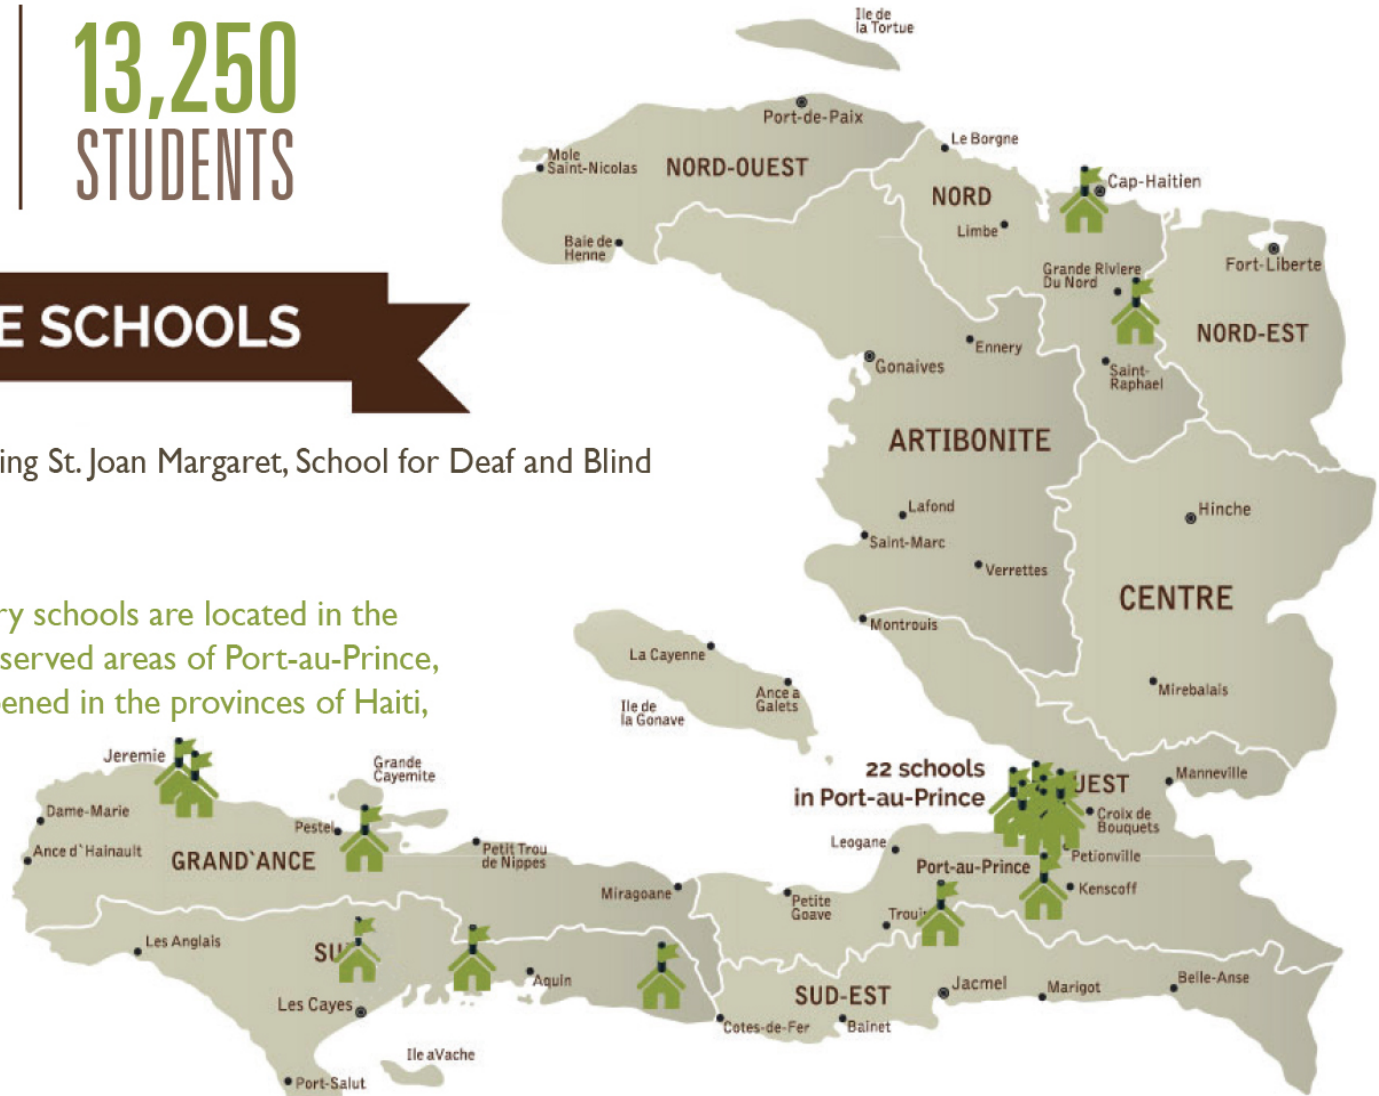 13,250
STUDENTS
E SCHOOLS
ing St. Joan Margaret, School for Deaf and Blind
ry schools are located in the
served areas of Port-au-Prince,
ened in the provinces of Haiti,
Ile de
la Tortue
Port-de-Paix
Le Borgne
Mole
Saint-Nicolas
NORD-OUEST
Cap-Haitien
NORD
Limbe
Baie de
Henne
Fort-Liberte
Grande Riviere
Du Nord
NORD-EST
Ennery
Gonaives
Saint-
Raphael
ARTIBONITE
Lafond
Hinche
Saint-Marc
Verrettes
CENTRE
Montrouis
La Cayenne
Mirebalais
Ance a
Galets
Ile de
la Gonave
22 schools
in Port-au-Prince
UEST
Manneville
Croix de
Bouquets
Jeremie
Grande
Cayemite
Dame-Marie
Pestel
Ance d`Hainault
GRAND`ANCE
Petit Trou
de Nippes
Leogane
Petionville
Port-au-Prince
Kenscoff
Miragoane
Petite
Goave
Trouin
Les Anglais
SU
Aquin
Les Cayes
SUD-EST
Jacmel
Marigot
Belle-Anse
Cotes-de-Fer
Bainet
Ile aVache
Port-Salut